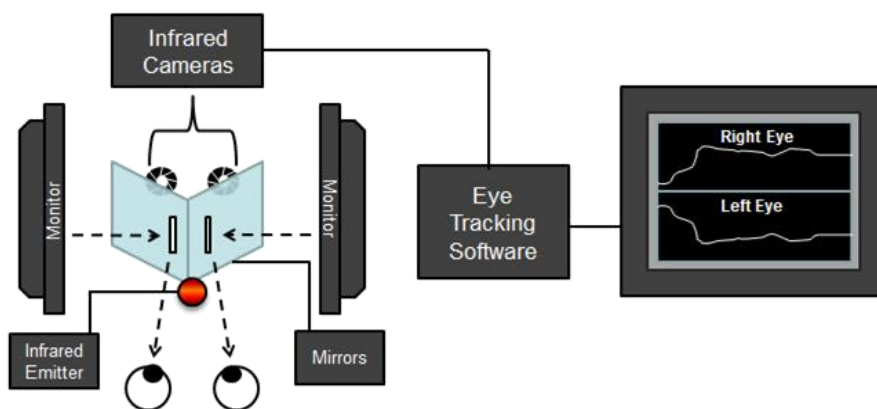 Infrared
Cameras
Monitor
Monitor
Eye
Tracking
Software
Right Eye
Left Eye
Infrared
Emitter
Mirrors